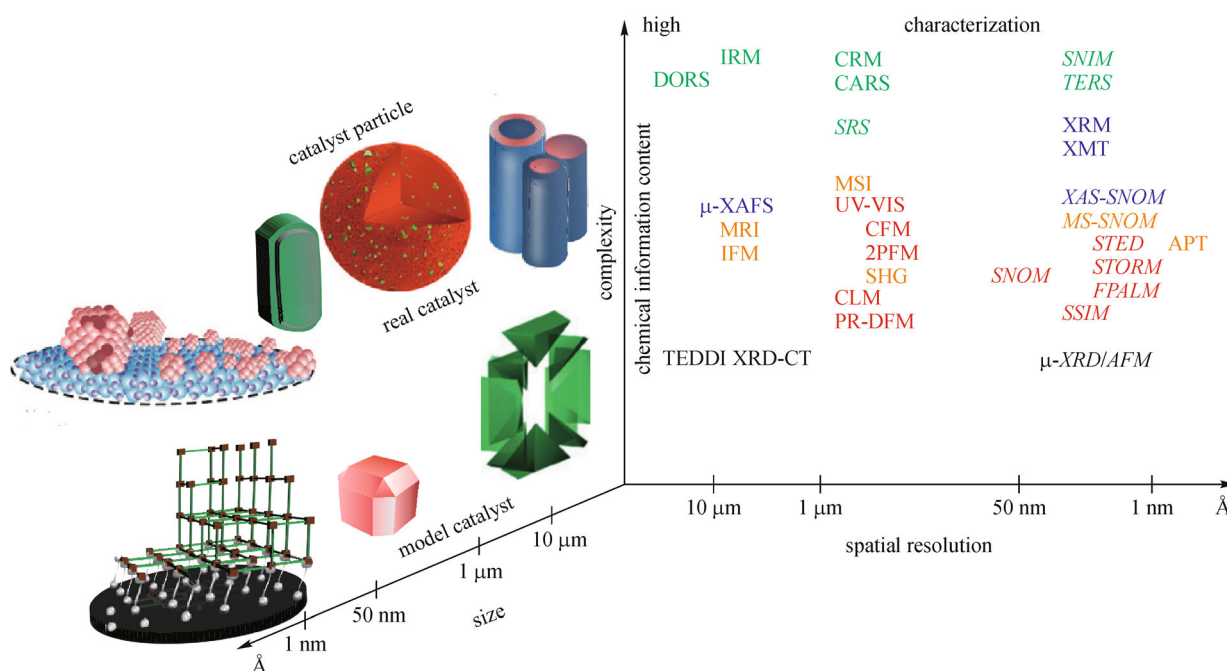 high
characterization
IRM
CRM
SNIM
DORS
CARS
TERS
SRS
XRM
XMT
MSI
μ-XAFS
UV-VIS
XAS-SNOM
MRI
CFM
MS-SNOM
IFM
2PFM
STED
APT
SHG
SNOM
STORM
CLM
FPALM
PR-DFM
SSIM
TEDDI XRD-CT
μ-XRD/AFM
complexity
chemical information content
10 μm
1 μm
50 nm
1 nm
Å
spatial resolution
catalyst particle
real catalyst
model catalyst
10 μm
1 μm
50 nm
1 nm
Å
size